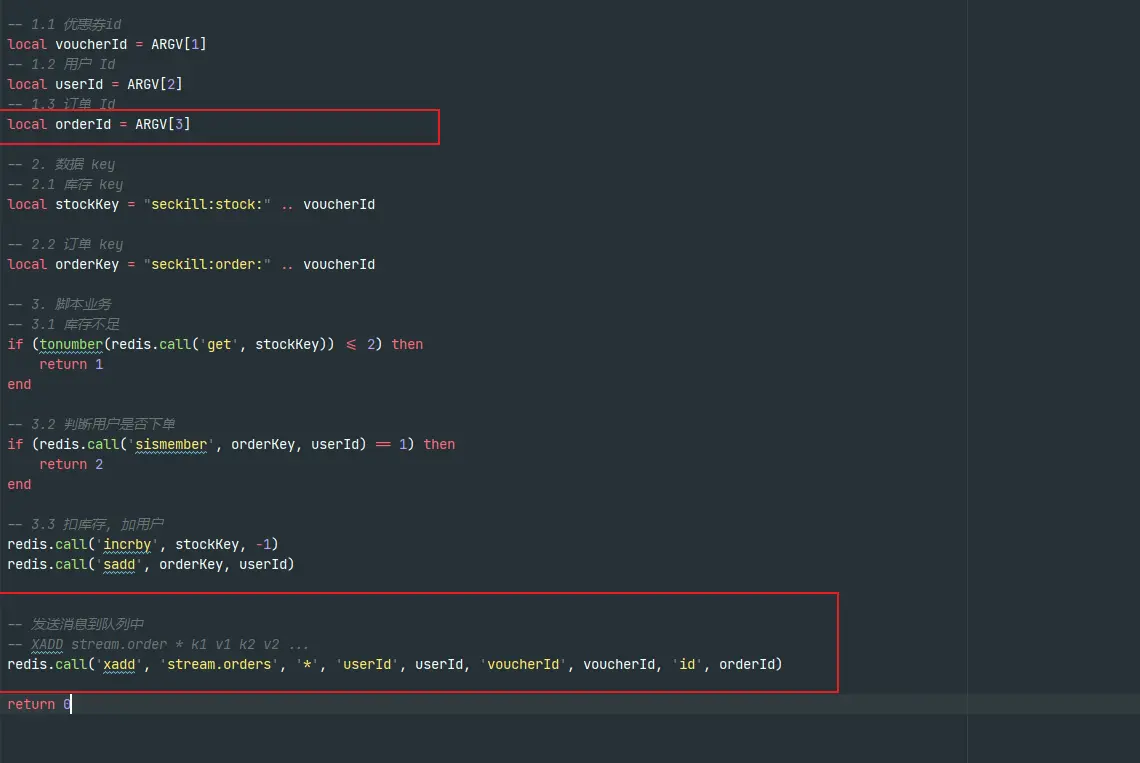 -- 1.1 优惠券id
local voucherId = ARGV[1]
-- 1.2 用户 Id
local userId = ARGV[2]
-- 1.3 订单 Id
local orderId = ARGV[3]
-- 2. 数据 key
-- 2.1 库存 key
local stockKey = "seckill:stock:" .. voucherId
-- 2.2 订单 key
local orderKey = "seckill:order:" .. voucherId
-- 3. 脚本业务
-- 3.1 库存不足
if (tonumber(redis.call('get', stockKey)) <= 2) then
    return 1
end
-- 3.2 判断用户是否下单
if (redis.call('sismember', orderKey, userId) == 1) then
    return 2
end
-- 3.3 扣库存, 加用户
redis.call('incrby', stockKey, -1)
redis.call('sadd', orderKey, userId)
-- 发送消息到队列中
-- XADD stream.order * k1 v1 k2 v2 ...
redis.call('xadd', 'stream.orders', '*', 'userId', userId, 'voucherId', voucherId, 'id', orderId)
return 0